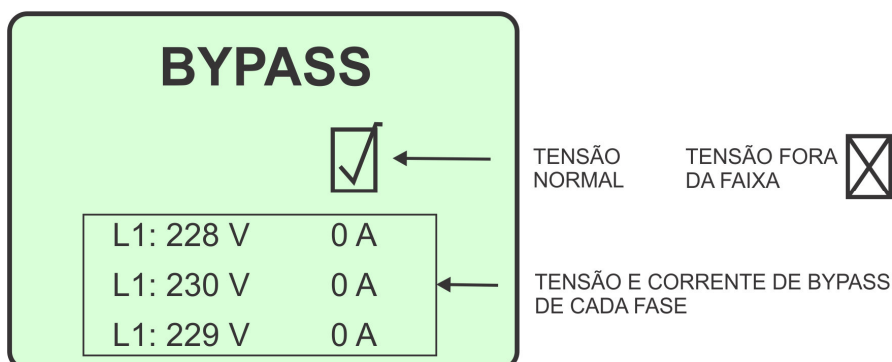 BYPASS
TENSÃO
NORMAL
TENSÃO FORA
DA FAIXA
L1: 228 V 0 A
L1: 230 V 0 A
L1: 229 V 0 A
TENSÃO E CORRENTE DE BYPASS
DE CADA FASE